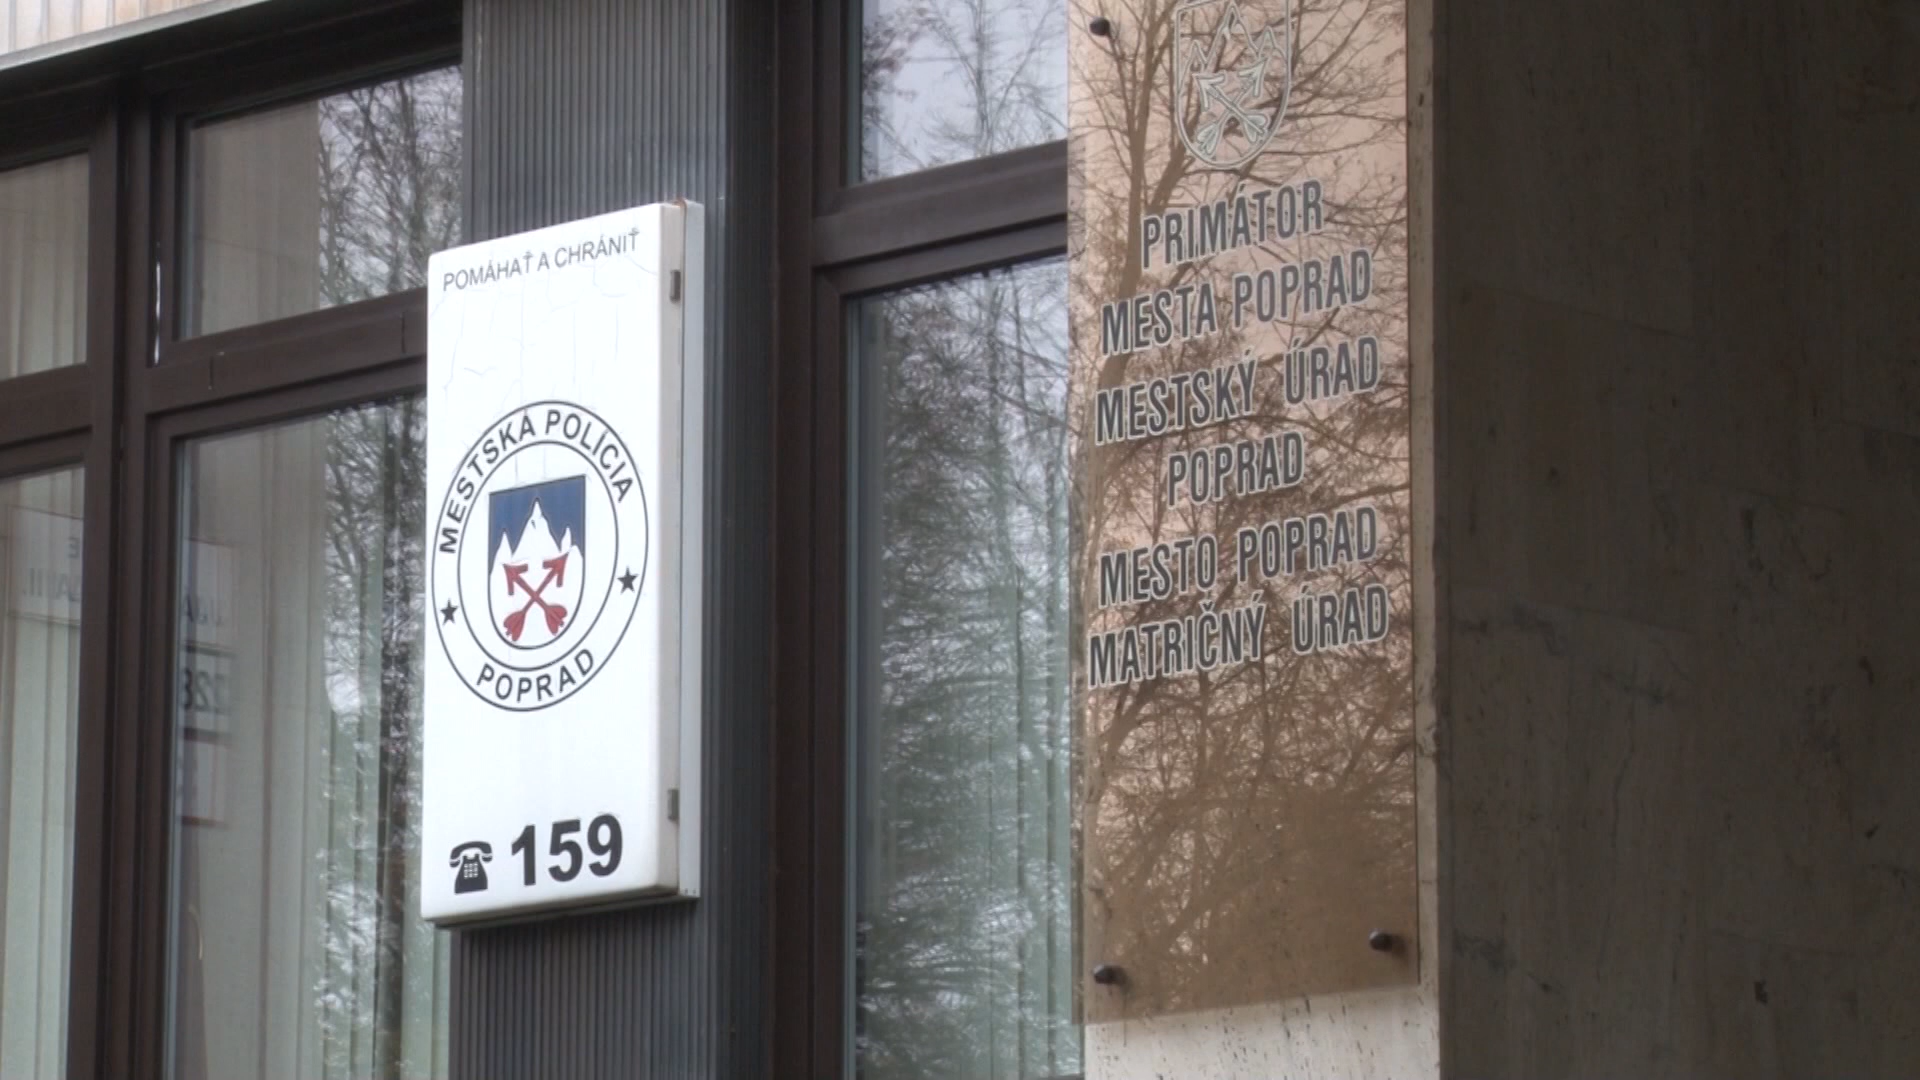 POMÁHAŤ A CHRÁNIŤ
MESTSKÁ POLÍCIA
POPRAD
159
PRIMÁTOR
MESTA POPRAD
MESTSKÝ ÚRAD
POPRAD
MESTO POPRAD
MATRIČNÝ ÚRAD